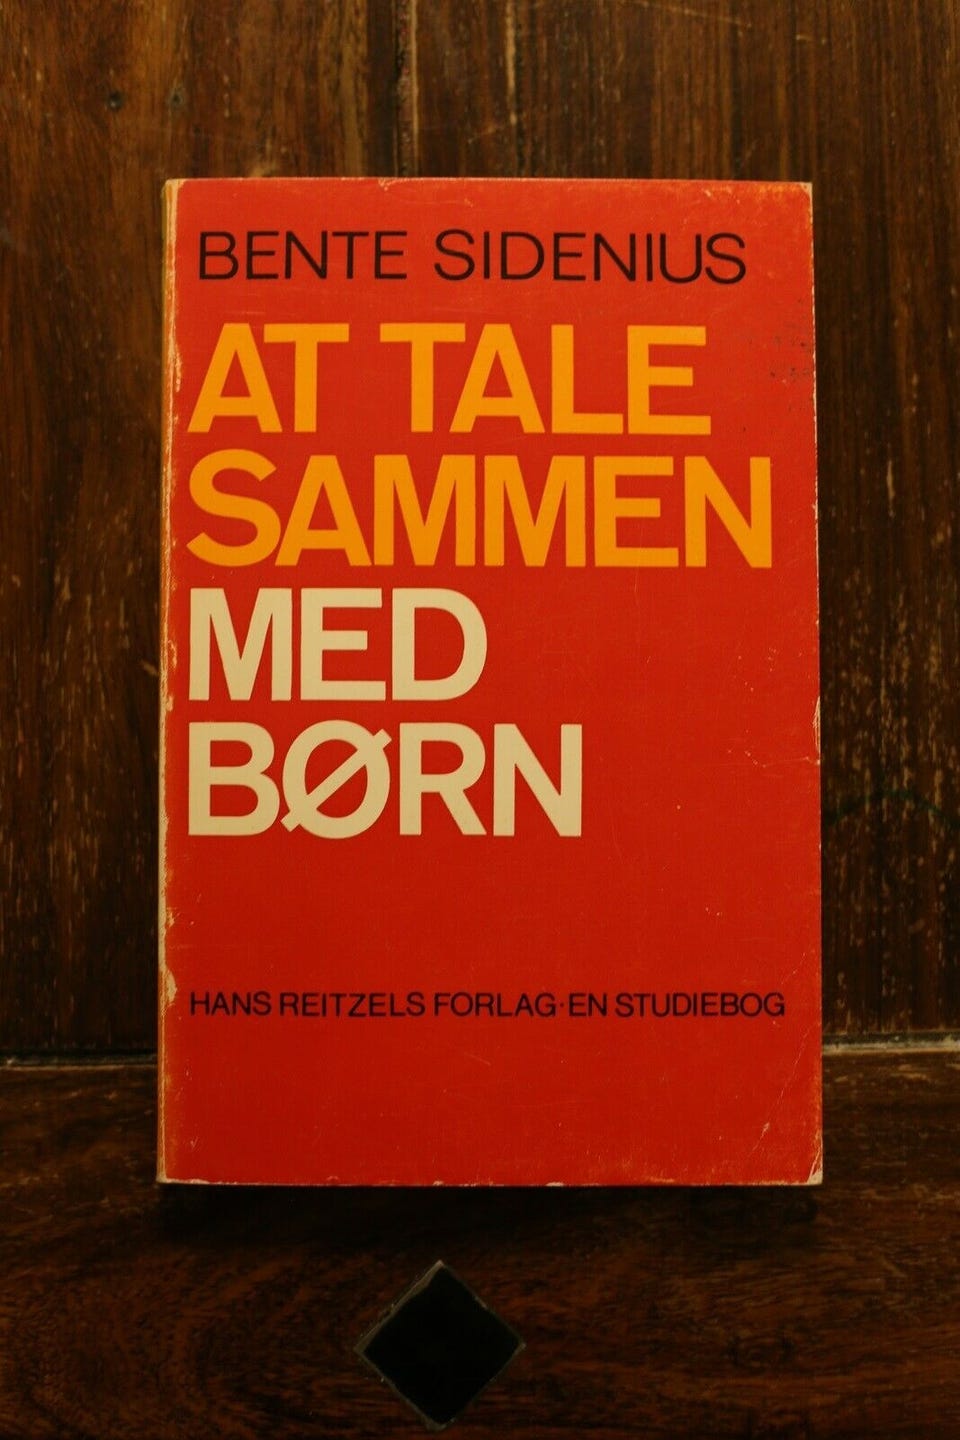 BENTE SIDENIUS
AT TALE
SAMMEN
MED
BØRN
HANS REITZELS FORLAG·EN STUDIEBOG